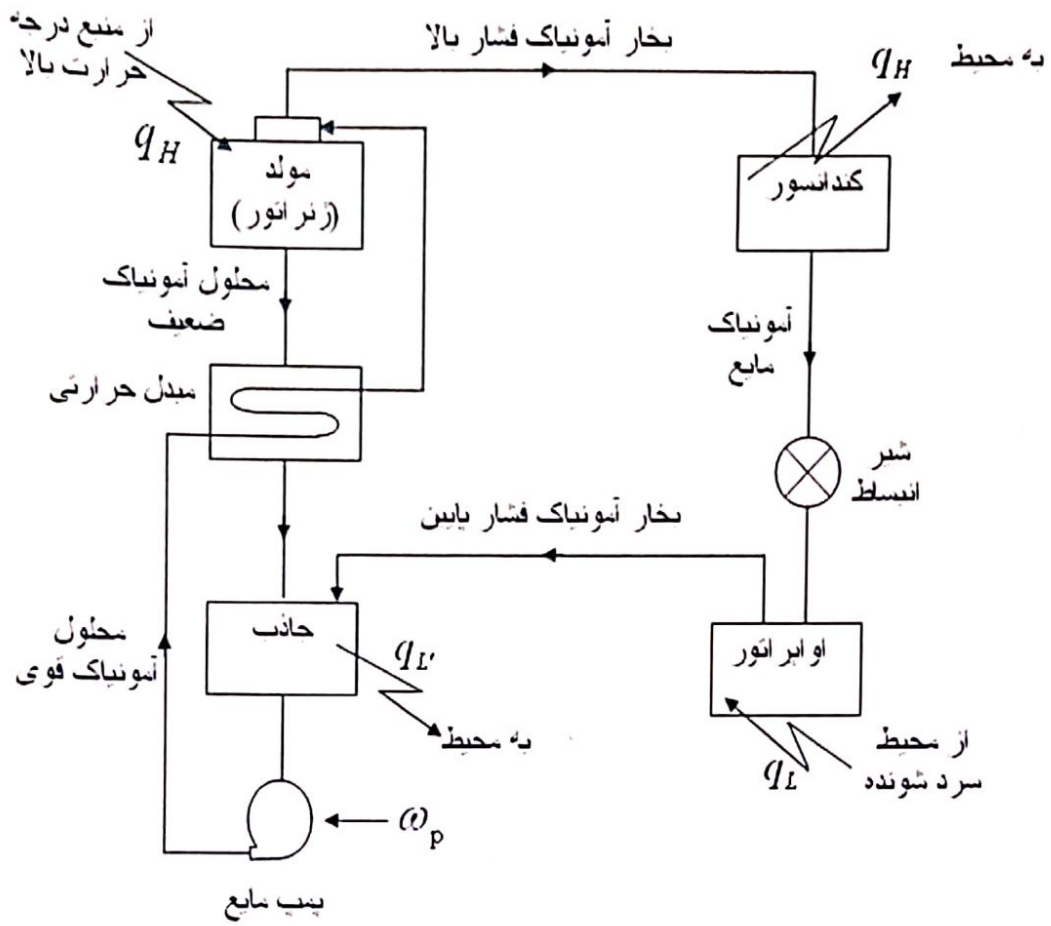 از منبع درجه
حرارت بالا
q_H
بخار آمونیاک فشار بالا
q_H
به محیط
مولد
(ژنراتور)
کندانسور
محلول آمونیاک
ضعیف
آمونیاک
مایع
مبدل حرارتی
شیر
انبساط
بخار آمونیاک فشار پایین
جاذب
q_L'
به محیط
محلول
آمونیاک قوی
اواپراتور
از محیط
سرد شونده
q_L
ω_p
پمپ مایع